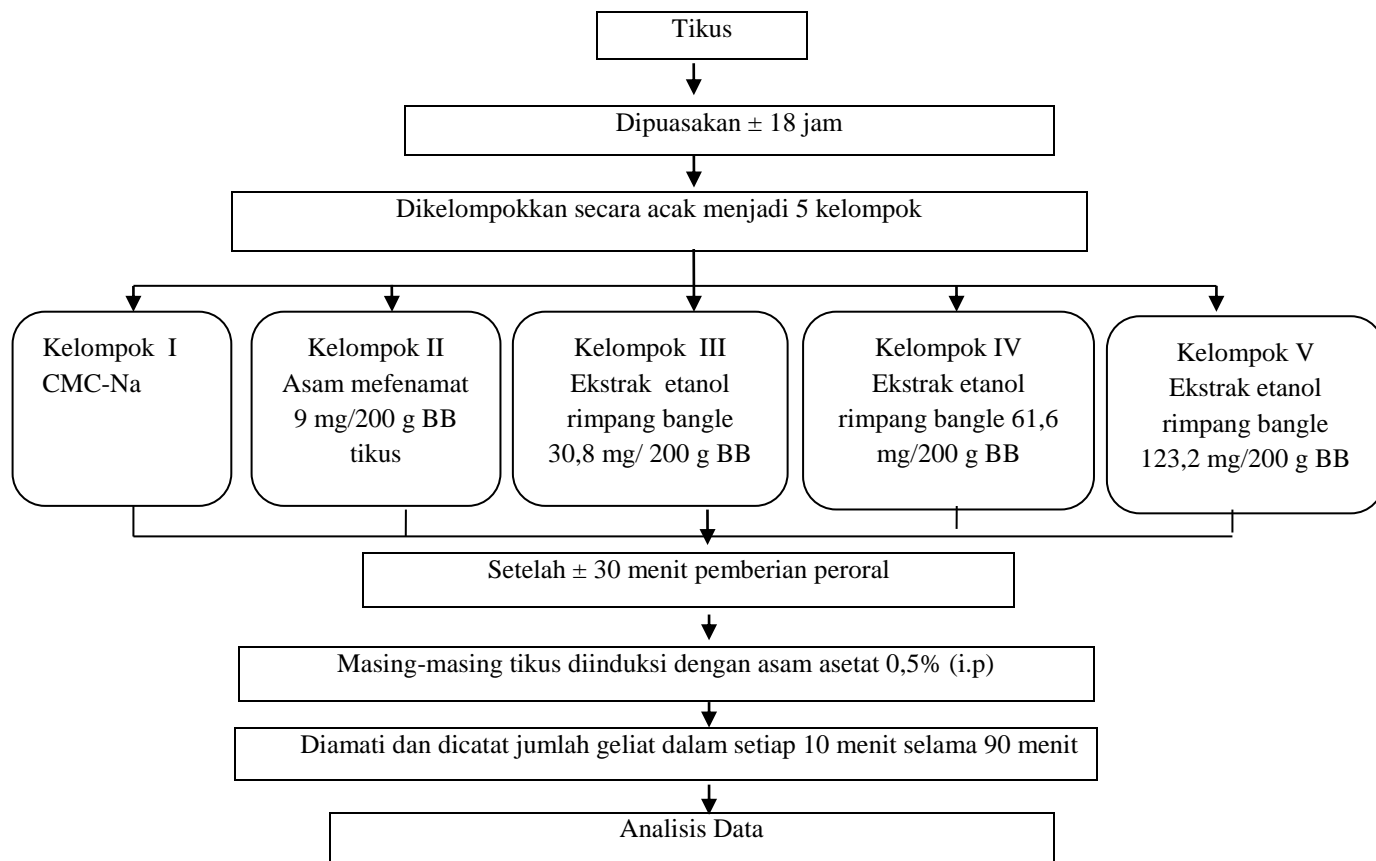 Tikus
Dipuasakan ± 18 jam
Dikelompokkan secara acak menjadi 5 kelompok
Kelompok I
CMC-Na
Kelompok II
Asam mefenamat
9 mg/200 g BB
tikus
Kelompok III
Ekstrak etanol
rimpang bangle
30,8 mg/ 200 g BB
Kelompok IV
Ekstrak etanol
rimpang bangle 61,6
mg/200 g BB
Kelompok V
Ekstrak etanol
rimpang bangle
123,2 mg/200 g BB
Setelah ± 30 menit pemberian peroral
Masing-masing tikus diinduksi dengan asam asetat 0,5% (i.p)
Diamati dan dicatat jumlah geliat dalam setiap 10 menit selama 90 menit
Analisis Data